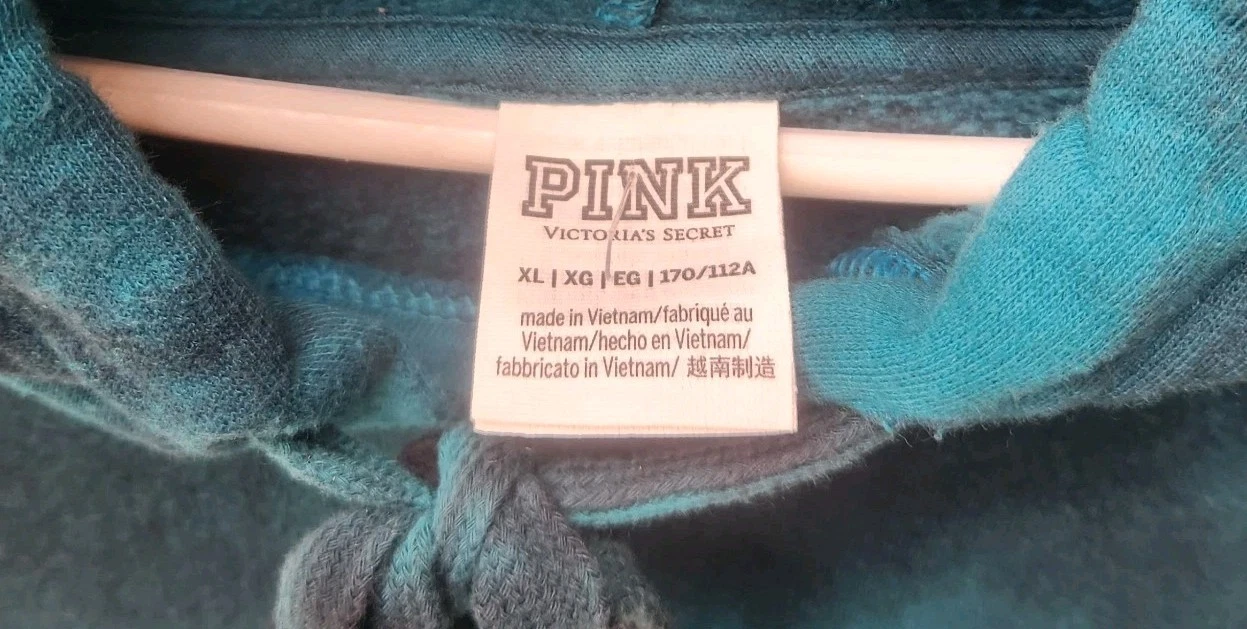 PINK
VICTORIA'S SECRET
XL | XG | EG | 170/112A
made in Vietnam/fabriqué au
Vietnam/hecho en Vietnam/
fabbricato in Vietnam/ 越南制造